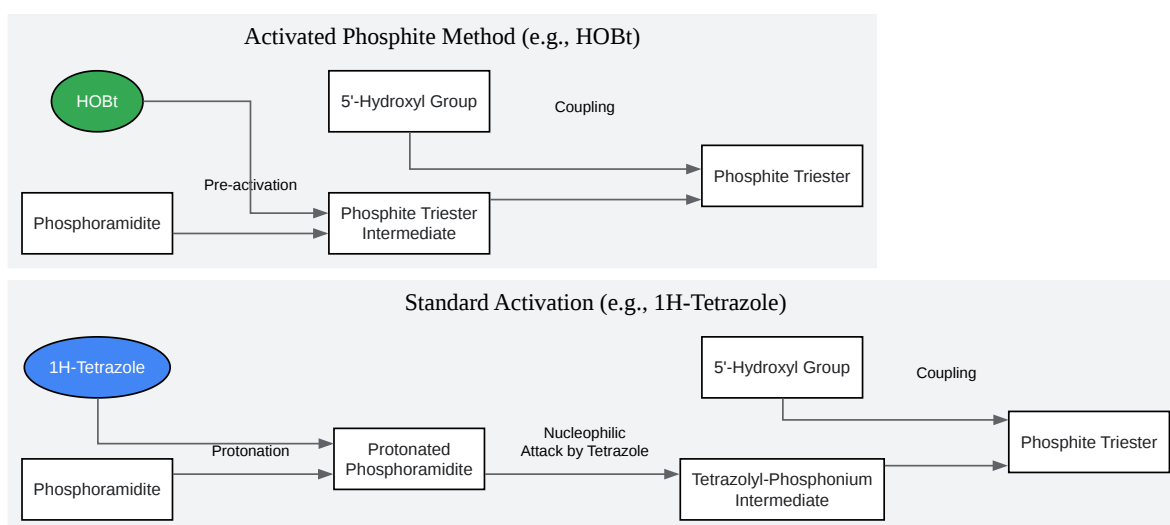 Activated Phosphite Method (e.g., HOBt)
HOBt
5'-Hydroxyl Group
Coupling
Pre-activation
Phosphoramidite
Phosphite Triester
Intermediate
Phosphite Triester
Standard Activation (e.g., 1H-Tetrazole)
1H-Tetrazole
5'-Hydroxyl Group
Coupling
Protonation
Phosphoramidite
Protonated
Phosphoramidite
Nucleophilic
Attack by Tetrazole
Tetrazolyl-Phosphonium
Intermediate
Phosphite Triester